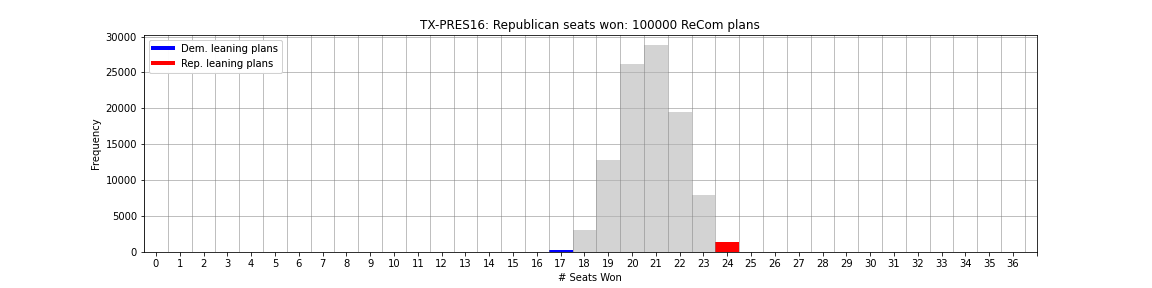 TX-PRES16: Republican seats won: 100000 ReCom plans
Dem. leaning plans
Rep. leaning plans
30000
25000
20000
15000
10000
5000
0
Frequency
0 1 2 3 4 5 6 7 8 9 10 11 12 13 14 15 16 17 18 19 20 21 22 23 24 25 26 27 28 29 30 31 32 33 34 35 36
# Seats Won